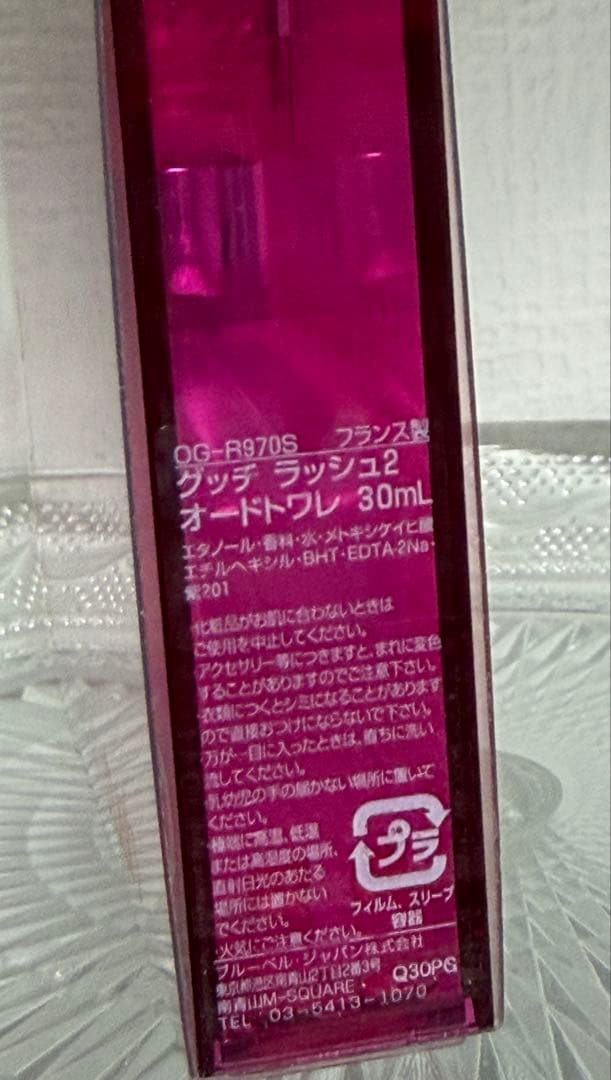 OG-R970S フランス製
グッチ ラッシュ2
オードトワレ 30mL
エタノール・香料・水・メトキシケイヒ酸
エチルヘキシル・BHT・EDTA-2Na・
紫201
化粧品がお肌に合わないときは
ご使用を中止してください。
アクセサリー等につきますと、まれに変色
することがありますのでご注意下さい。
衣類につくとシミになることがあります
ので直接おつけにならないで下さい。
万が一目に入ったときは、直ちに洗い
流してください。
乳幼児の手の届かない場所に置いて
ください。
極端に高温、低温
または高湿度の場所、
直射日光のあたる
場所には置かない
でください。
火気にご注意ください。
プラ
フィルム、スリーブ
容器
ブルーベル・ジャパン株式会社
東京都港区南青山2丁目2番3号
南青山M-SQUARE・ Q30PG
TEL 03-5413-1070